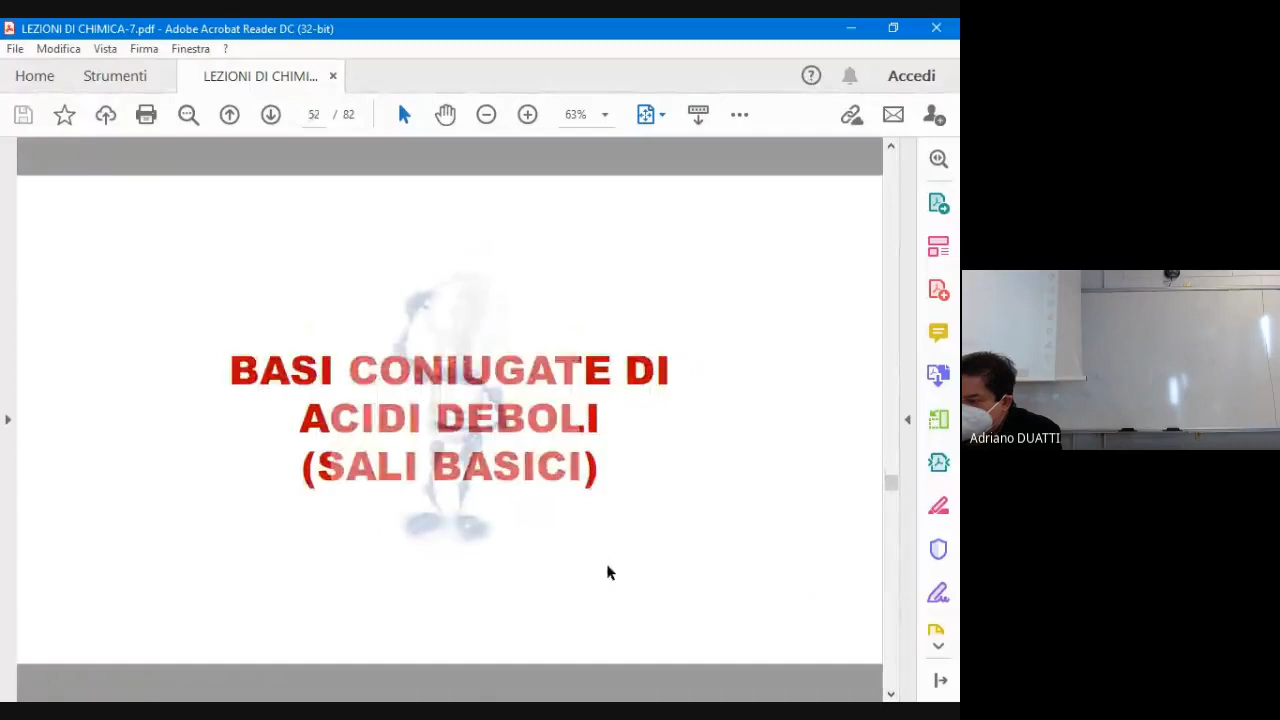 LEZIONI DI CHIMICA-7.pdf - Adobe Acrobat Reader DC (32-bit)
File Modifica Vista Firma Finestra ?
Home Strumenti LEZIONI DI CHIMI... × Accedi
52 / 82 63%
BASI CONIUGATE DI
ACIDI DEBOLI
(SALI BASICI)
Adriano DUATTI